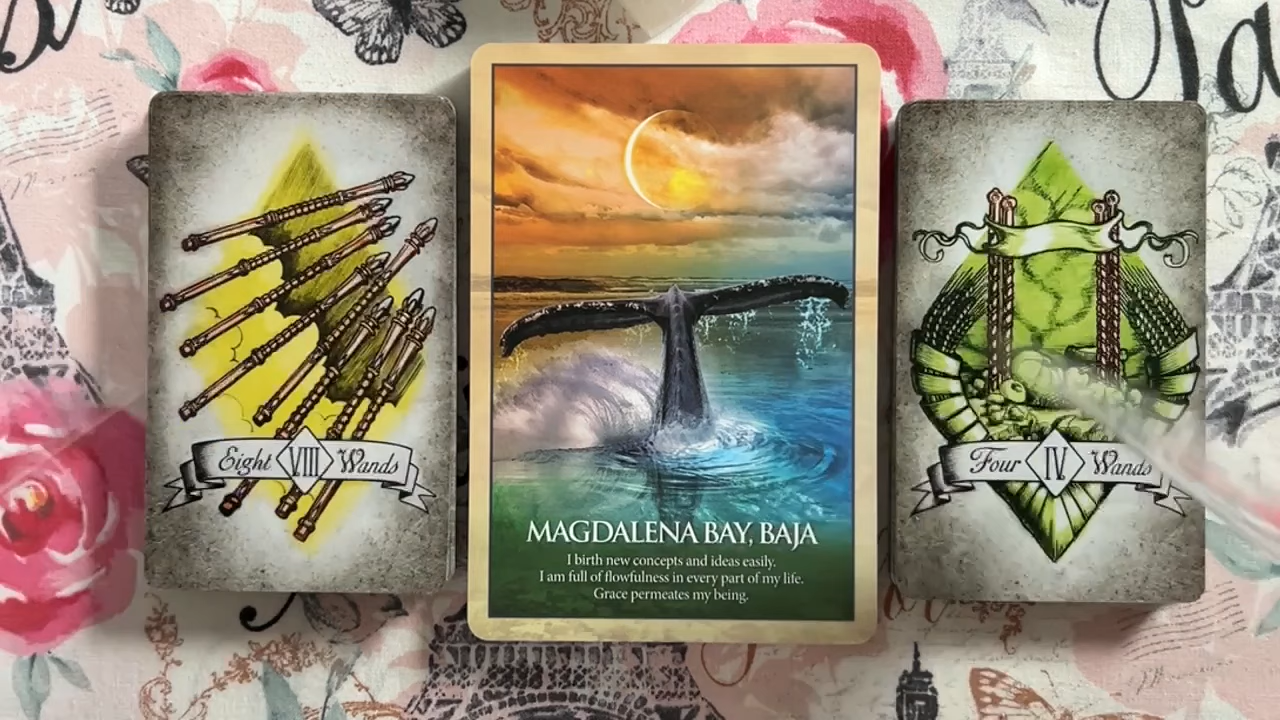 Eight VIII Wands
MAGDALENA BAY, BAJA
I birth new concepts and ideas easily.
I am full of flowfulness in every part of my life.
Grace permeates my being.
Four IV Wands